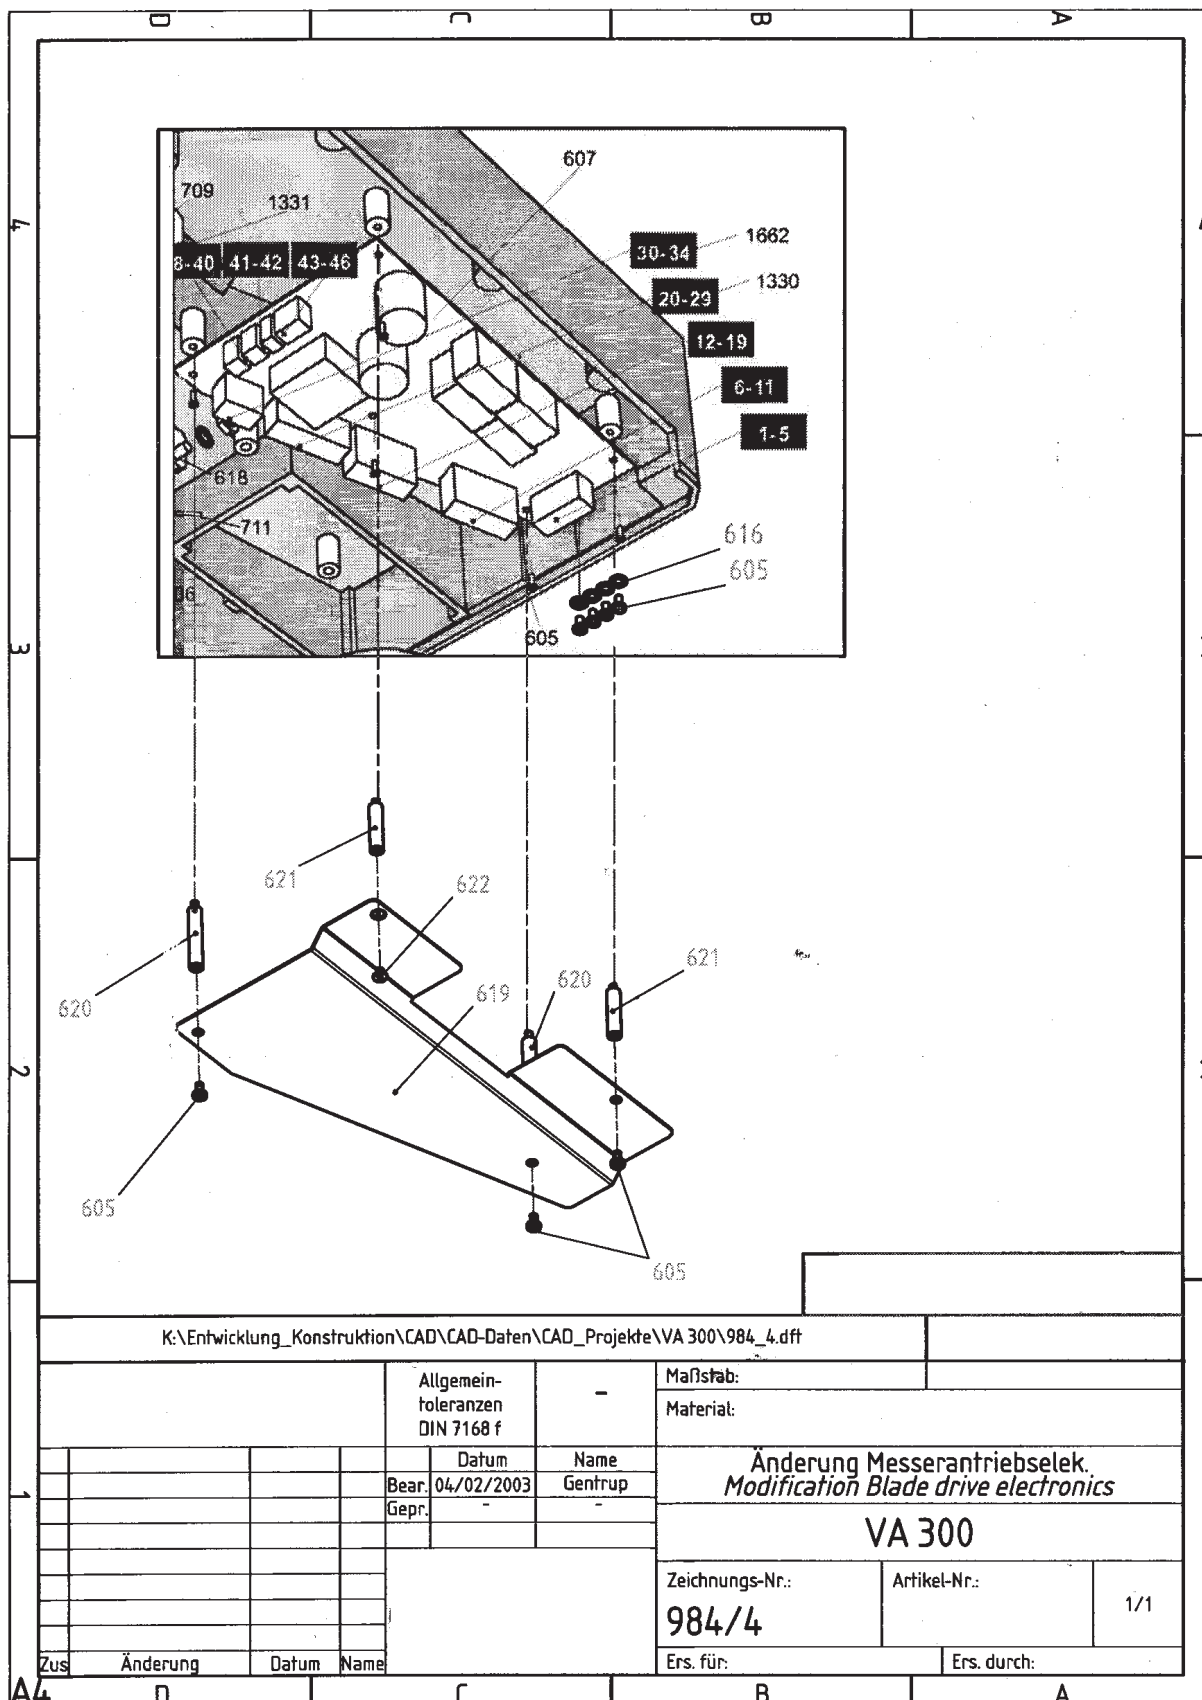 D C B A
4
607
709
1331
1662
30-34
8-40 41-42 43-46
1330
20-29
12-19
6-11
1-5
618
711
616
605
605
3
621
622
620
619
620
621
2
605
605
K:\Entwicklung_Konstruktion\CAD\CAD-Daten\CAD_Projekte\VA 300\984_4.dft
Allgemein-
toleranzen
DIN 7168 f
-
Maßstab:
Material:
Datum Name
Bear. 04/02/2003 Gentrup
Gepr. - -
Änderung Messerantriebselek.
Modification Blade drive electronics
VA 300
1
Zeichnungs-Nr.:
984/4
Artikel-Nr.:
1/1
Zus Änderung Datum Name
Ers. für:
Ers. durch:
A4 D C B A